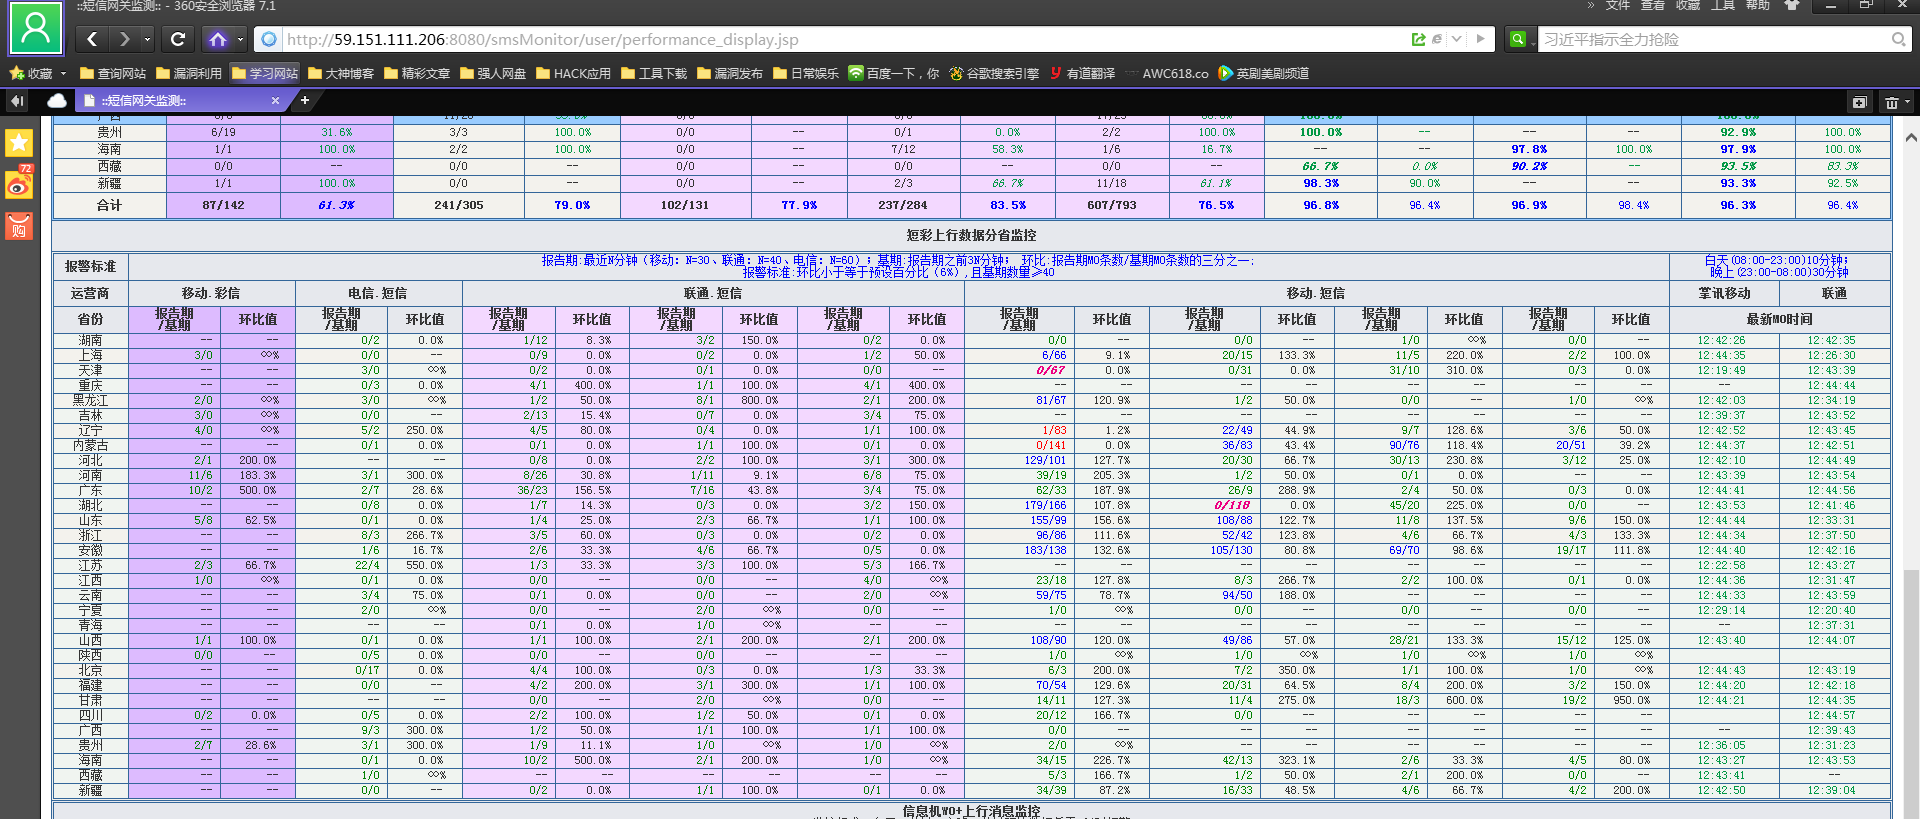 ::短信网关监测:: - 360安全浏览器 7.1
» 文件 查看 收藏 工具 帮助
http://59.151.111.206:8080/smsMonitor/user/performance_display.jsp
习近平指示全力抢险
收藏 查询网站 漏洞利用 学习网站 大神博客 精彩文章 强人网盘 HACK应用 工具下载 漏洞发布 日常娱乐 百度一下，你 谷歌搜索引擎 有道翻译 AWC618.co 英剧美剧频道
::短信网关监测::
72
购
贵州 6/19 31.6% 3/3 100.0% 0/0 -- 0/1 0.0% 2/2 100.0% 100.0% -- -- -- 92.9% 100.0%
海南 1/1 100.0% 2/2 100.0% 0/0 -- 7/12 58.3% 1/6 16.7% -- -- 97.8% 100.0% 97.9% 100.0%
西藏 0/0 -- 0/0 -- 0/0 -- 0/0 -- 0/0 -- 66.7% 0.0% 90.2% -- 93.5% 83.3%
新疆 1/1 100.0% 0/0 -- 0/0 -- 2/3 66.7% 11/18 61.1% 98.3% 90.0% -- -- 93.3% 92.5%
合计 87/142 61.3% 241/305 79.0% 102/131 77.9% 237/284 83.5% 607/793 76.5% 96.8% 96.4% 96.9% 98.4% 96.3% 96.4%
短彩上行数据分省监控
报警标准 报告期:最近N分钟（移动：N=30、联通：N=40、电信：N=60）；基期:报告期之前3N分钟； 环比:报告期MO条数/基期MO条数的三分之一;
报警标准:环比小于等于预设百分比（6%）,且基期数量≥40
白天(08:00-23:00)10分钟;
晚上(23:00-08:00)30分钟
运营商 移动.彩信 电信.短信 联通.短信 移动.短信 掌讯移动 联通
省份 报告期/基期 环比值 报告期/基期 环比值 报告期/基期 环比值 报告期/基期 环比值 报告期/基期 环比值 报告期/基期 环比值 报告期/基期 环比值 报告期/基期 环比值 报告期/基期 环比值 最新MO时间
湖南 -- -- 0/2 0.0% 1/12 8.3% 3/2 150.0% 0/2 0.0% 0/0 -- 0/0 -- 1/0 ∞% 0/0 -- 12:42:26 12:42:35
上海 3/0 ∞% 0/0 -- 0/9 0.0% 0/2 0.0% 1/2 50.0% 6/66 9.1% 20/15 133.3% 11/5 220.0% 2/2 100.0% 12:44:35 12:26:30
天津 -- -- 3/0 ∞% 0/2 0.0% 0/1 0.0% 0/0 -- 0/67 0.0% 0/31 0.0% 31/10 310.0% 0/3 0.0% 12:19:49 12:43:39
重庆 -- -- 0/3 0.0% 4/1 400.0% 1/1 100.0% 4/1 400.0% -- -- -- -- -- -- -- -- -- 12:44:44
黑龙江 2/0 ∞% 3/0 ∞% 1/2 50.0% 8/1 800.0% 2/1 200.0% 81/67 120.9% 1/2 50.0% 0/0 -- 1/0 ∞% 12:42:03 12:34:19
吉林 3/0 ∞% 0/0 -- 2/13 15.4% 0/7 0.0% 3/4 75.0% -- -- -- -- -- -- -- -- 12:39:37 12:43:52
辽宁 4/0 ∞% 5/2 250.0% 4/5 80.0% 0/4 0.0% 1/1 100.0% 1/83 1.2% 22/49 44.9% 9/7 128.6% 3/6 50.0% 12:42:52 12:43:45
内蒙古 -- -- 0/1 0.0% 0/1 0.0% 1/1 100.0% 0/1 0.0% 0/141 0.0% 36/83 43.4% 90/76 118.4% 20/51 39.2% 12:44:37 12:42:51
河北 2/1 200.0% -- -- 0/8 0.0% 2/2 100.0% 3/1 300.0% 129/101 127.7% 20/30 66.7% 30/13 230.8% 3/12 25.0% 12:42:10 12:44:49
河南 11/6 183.3% 3/1 300.0% 8/26 30.8% 1/11 9.1% 6/8 75.0% 39/19 205.3% 1/2 50.0% 0/1 0.0% -- -- 12:43:39 12:43:54
广东 10/2 500.0% 2/7 28.6% 36/23 156.5% 7/16 43.8% 3/4 75.0% 62/33 187.9% 26/9 288.9% 2/4 50.0% 0/3 0.0% 12:44:41 12:44:56
湖北 -- -- 0/8 0.0% 1/7 14.3% 0/3 0.0% 3/2 150.0% 179/166 107.8% 0/118 0.0% 45/20 225.0% 0/0 -- 12:43:53 12:41:46
山东 5/8 62.5% 0/1 0.0% 1/4 25.0% 2/3 66.7% 1/1 100.0% 155/99 156.6% 108/88 122.7% 11/8 137.5% 9/6 150.0% 12:44:44 12:33:31
浙江 -- -- 8/3 266.7% 3/5 60.0% 0/3 0.0% 0/2 0.0% 96/86 111.6% 52/42 123.8% 4/6 66.7% 4/3 133.3% 12:44:34 12:37:50
安徽 -- -- 1/6 16.7% 2/6 33.3% 4/6 66.7% 0/5 0.0% 183/138 132.6% 105/130 80.8% 69/70 98.6% 19/17 111.8% 12:44:40 12:42:16
江苏 2/3 66.7% 22/4 550.0% 1/3 33.3% 3/3 100.0% 5/3 166.7% -- -- -- -- -- -- -- -- 12:22:58 12:43:27
江西 1/0 ∞% 0/1 0.0% 0/0 -- 0/0 -- 4/0 ∞% 23/18 127.8% 8/3 266.7% 2/2 100.0% 0/1 0.0% 12:44:36 12:31:47
云南 -- -- 3/4 75.0% 0/1 0.0% 0/0 -- 2/0 ∞% 59/75 78.7% 94/50 188.0% -- -- -- -- 12:44:33 12:43:59
宁夏 -- -- 2/0 ∞% 0/0 -- 2/0 ∞% 0/0 -- 1/0 ∞% 0/0 -- 0/0 -- 0/0 -- 12:29:14 12:20:40
青海 -- -- -- -- 0/1 0.0% 1/0 ∞% -- -- -- -- -- -- -- -- -- -- -- 12:37:31
山西 1/1 100.0% 0/1 0.0% 1/1 100.0% 2/1 200.0% 2/1 200.0% 108/90 120.0% 49/86 57.0% 28/21 133.3% 15/12 125.0% 12:43:40 12:44:07
陕西 0/0 -- 0/5 0.0% 0/0 -- 0/0 -- -- -- 1/0 ∞% 1/0 ∞% 1/0 ∞% 1/0 ∞%
北京 -- -- 0/17 0.0% 4/4 100.0% 0/3 0.0% 1/3 33.3% 6/3 200.0% 7/2 350.0% 1/1 100.0% 1/0 ∞% 12:44:43 12:43:19
福建 -- -- 0/0 -- 4/2 200.0% 3/1 300.0% 1/1 100.0% 70/54 129.6% 20/31 64.5% 8/4 200.0% 3/2 150.0% 12:44:20 12:42:18
甘肃 -- -- -- -- 0/0 -- 2/0 ∞% 0/0 -- 14/11 127.3% 11/4 275.0% 18/3 600.0% 19/2 950.0% 12:44:21 12:44:35
四川 0/2 0.0% 0/5 0.0% 2/2 100.0% 1/2 50.0% 0/1 0.0% 20/12 166.7% 0/0 -- -- -- -- -- 12:44:57
广西 -- -- 9/3 300.0% 1/2 50.0% 1/1 100.0% 1/1 100.0% 0/0 -- -- -- -- -- -- -- -- 12:39:43
贵州 2/7 28.6% 3/1 300.0% 1/9 11.1% 1/0 ∞% 1/0 ∞% 2/0 ∞% -- -- -- -- -- -- 12:36:05 12:31:23
海南 -- -- 0/1 0.0% 10/2 500.0% 2/1 200.0% 1/0 ∞% 34/15 226.7% 42/13 323.1% 2/6 33.3% 4/5 80.0% 12:43:27 12:43:53
西藏 -- -- 1/0 ∞% -- -- -- -- -- -- 5/3 166.7% 1/2 50.0% 2/1 200.0% 0/0 -- 12:43:41 --
新疆 -- -- 0/0 -- 0/2 0.0% 1/1 100.0% 0/1 0.0% 34/39 87.2% 16/33 48.5% 4/6 66.7% 4/2 200.0% 12:42:50 12:39:04
信息机WO+上行消息监控